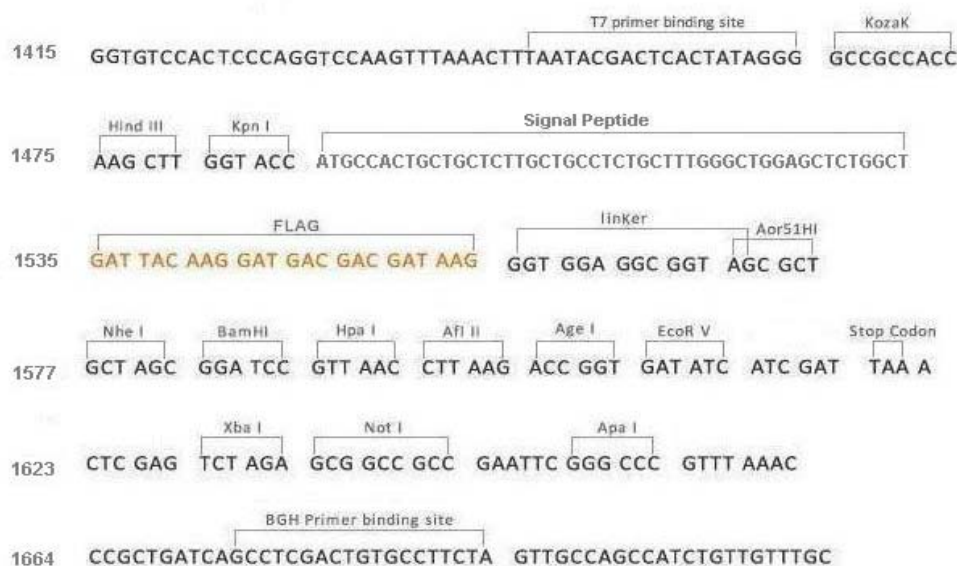 T7 primer binding site KozaK
1415 GGTGTCCACTCCCAGGTCCAAGTTTAAACTTTAATACGACTCACTATAGGG GCCGCCACC
Hind III Kpn I Signal Peptide
1475 AAG CTT GGT ACC ATGCCACTGCTGCTCTTGCTGCCTCTGCTTTGGGCTGGAGCTCTGGCT
FLAG linKer Aor51HI
1535 GAT TAC AAG GAT GAC GAC GAT AAG GGT GGA GGC GGT AGC GCT
Nhe I BamHI Hpa I Afl II Age I EcoR V Stop Codon
1577 GCT AGC GGA TCC GTT AAC CTT AAG ACC GGT GAT ATC ATC GAT TAA A
Xba I Not I Apa I
1623 CTC GAG TCT AGA GCG GCC GCC GAATTC GGG CCC GTTT AAAC
BGH Primer binding site
1664 CCGCTGATCAGCCTCGACTGTGCCTTCTA GTTGCCAGCCATCTGTTGTTTGC